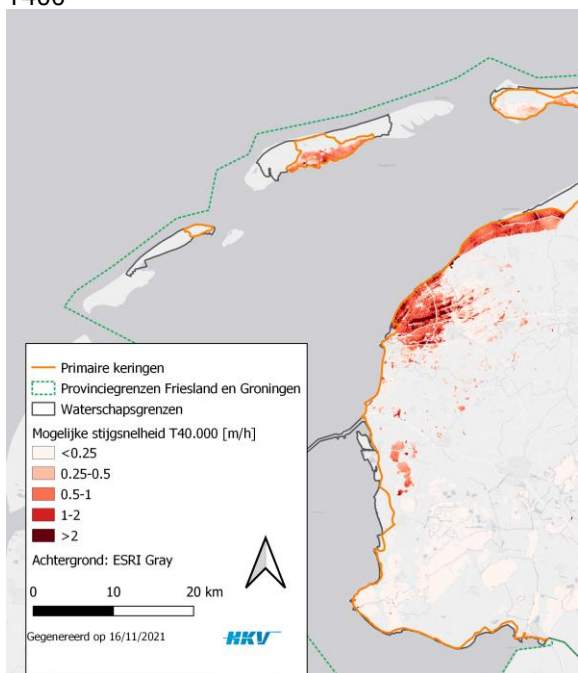 Primaire keringen
Provinciegrenzen Friesland en Groningen
Waterschapsgrenzen
Mogelijke stijgsnelheid T40.000 [m/h]
<0.25
0.25-0.5
0.5-1
1-2
>2
Achtergrond: ESRI Gray
0 10 20 km
Gegenereerd op 16/11/2021 HKV